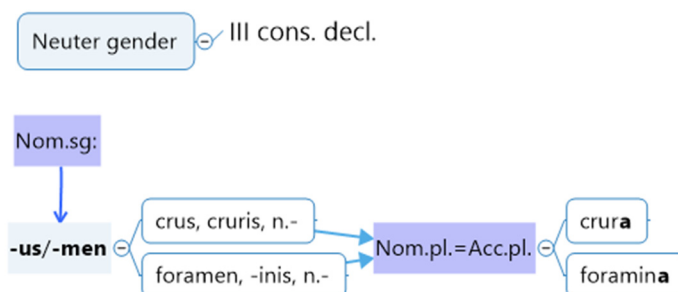 Neuter gender
III cons. decl.
Nom.sg:
-us/-men
crus, cruris, n.-
foramen, -inis, n.-
Nom.pl.=Acc.pl.
crura
foramina